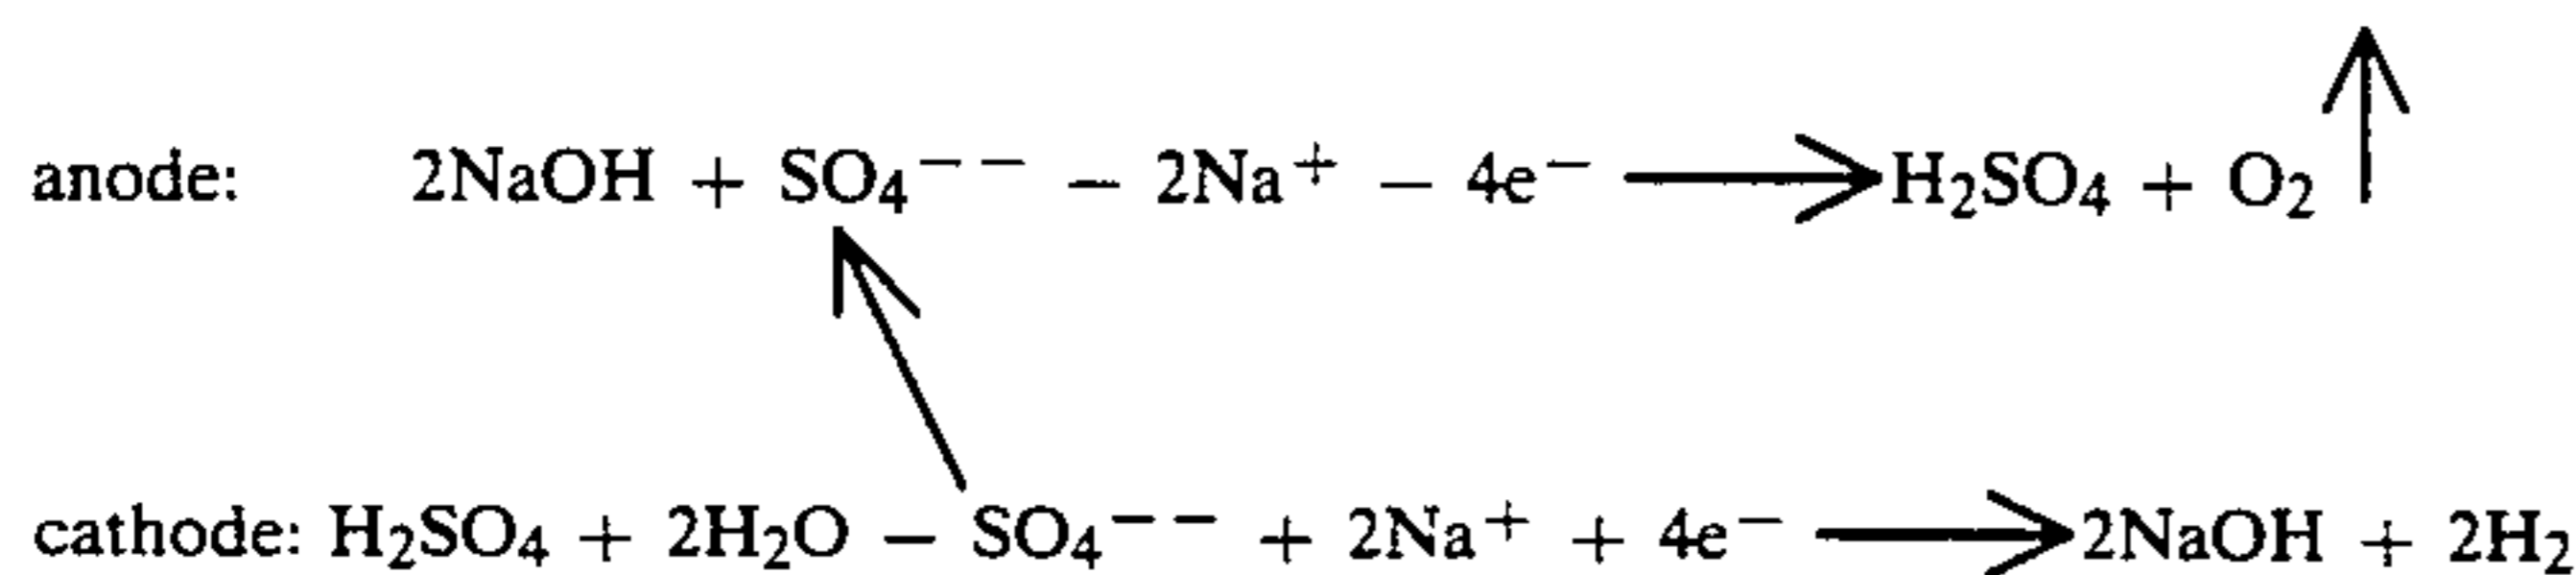 anode: 2NaOH + SO₄⁻⁻ − 2Na⁺ − 4e⁻ ⟶ H₂SO₄ + O₂ ↑
cathode: H₂SO₄ + 2H₂O − SO₄⁻⁻ + 2Na⁺ + 4e⁻ ⟶ 2NaOH + 2H₂